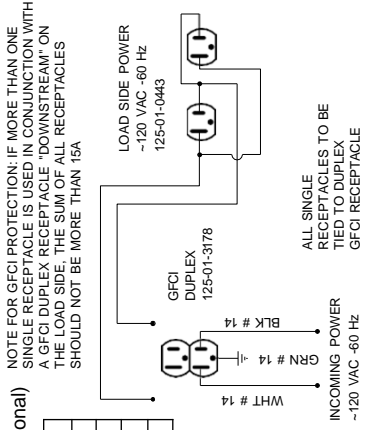 onal)
NOTE FOR GFCI PROTECTION: IF MORE THAN ONE
SINGLE RECEPTACLE IS USED IN CONJUNCTION WITH
A GFCI DUPLEX RECEPTACLE "DOWNSTREAM" ON
THE LOAD SIDE, THE SUM OF ALL RECEPTACLES
SHOULD NOT BE MORE THAN 15A
LOAD SIDE POWER
~120 VAC -60 Hz
125-01-0443
GFCI
DUPLEX
125-01-3178
WHT # 14
GRN # 14
BLK # 14
INCOMING POWER
~120 VAC -60 Hz
ALL SINGLE
RECEPTACLES TO BE
TIED TO DUPLEX
GFCI RECEPTACLE